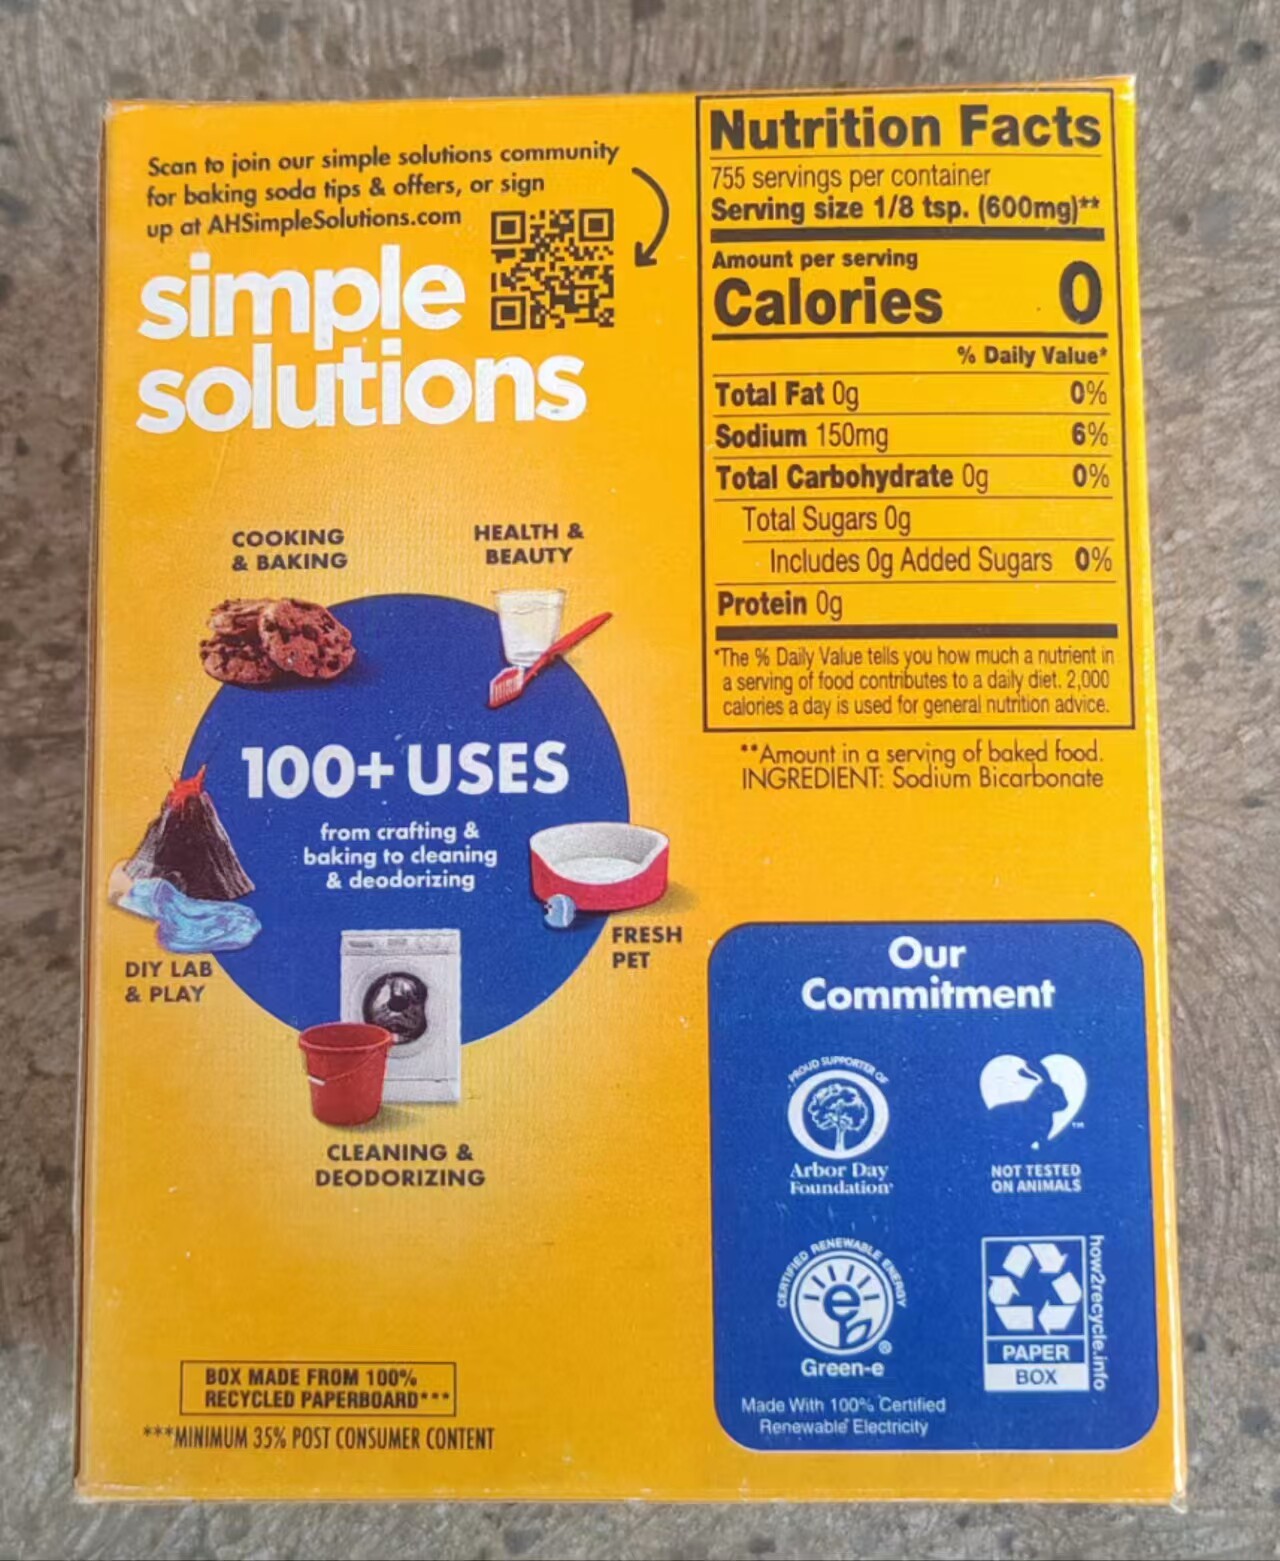 Scan to join our simple solutions community
for baking soda tips & offers, or sign
up at AHSimpleSolutions.com
simple
solutions
COOKING
& BAKING
HEALTH &
BEAUTY
100+ USES
from crafting &
baking to cleaning
& deodorizing
DIY LAB
& PLAY
FRESH
PET
CLEANING &
DEODORIZING
BOX MADE FROM 100%
RECYCLED PAPERBOARD***
***MINIMUM 35% POST CONSUMER CONTENT
Nutrition Facts
755 servings per container
Serving size 1/8 tsp. (600mg)**
Amount per serving
Calories 0
% Daily Value*
Total Fat 0g 0%
Sodium 150mg 6%
Total Carbohydrate 0g 0%
Total Sugars 0g
Includes 0g Added Sugars 0%
Protein 0g
*The % Daily Value tells you how much a nutrient in
a serving of food contributes to a daily diet. 2,000
calories a day is used for general nutrition advice.
**Amount in a serving of baked food.
INGREDIENT: Sodium Bicarbonate
Our
Commitment
PROUD SUPPORTER OF
Arbor Day
Foundation
NOT TESTED
ON ANIMALS
TM
CERTIFIED RENEWABLE ENERGY
e
®
Green-e
Made With 100% Certified
Renewable Electricity
PAPER
BOX
how2recycle.info